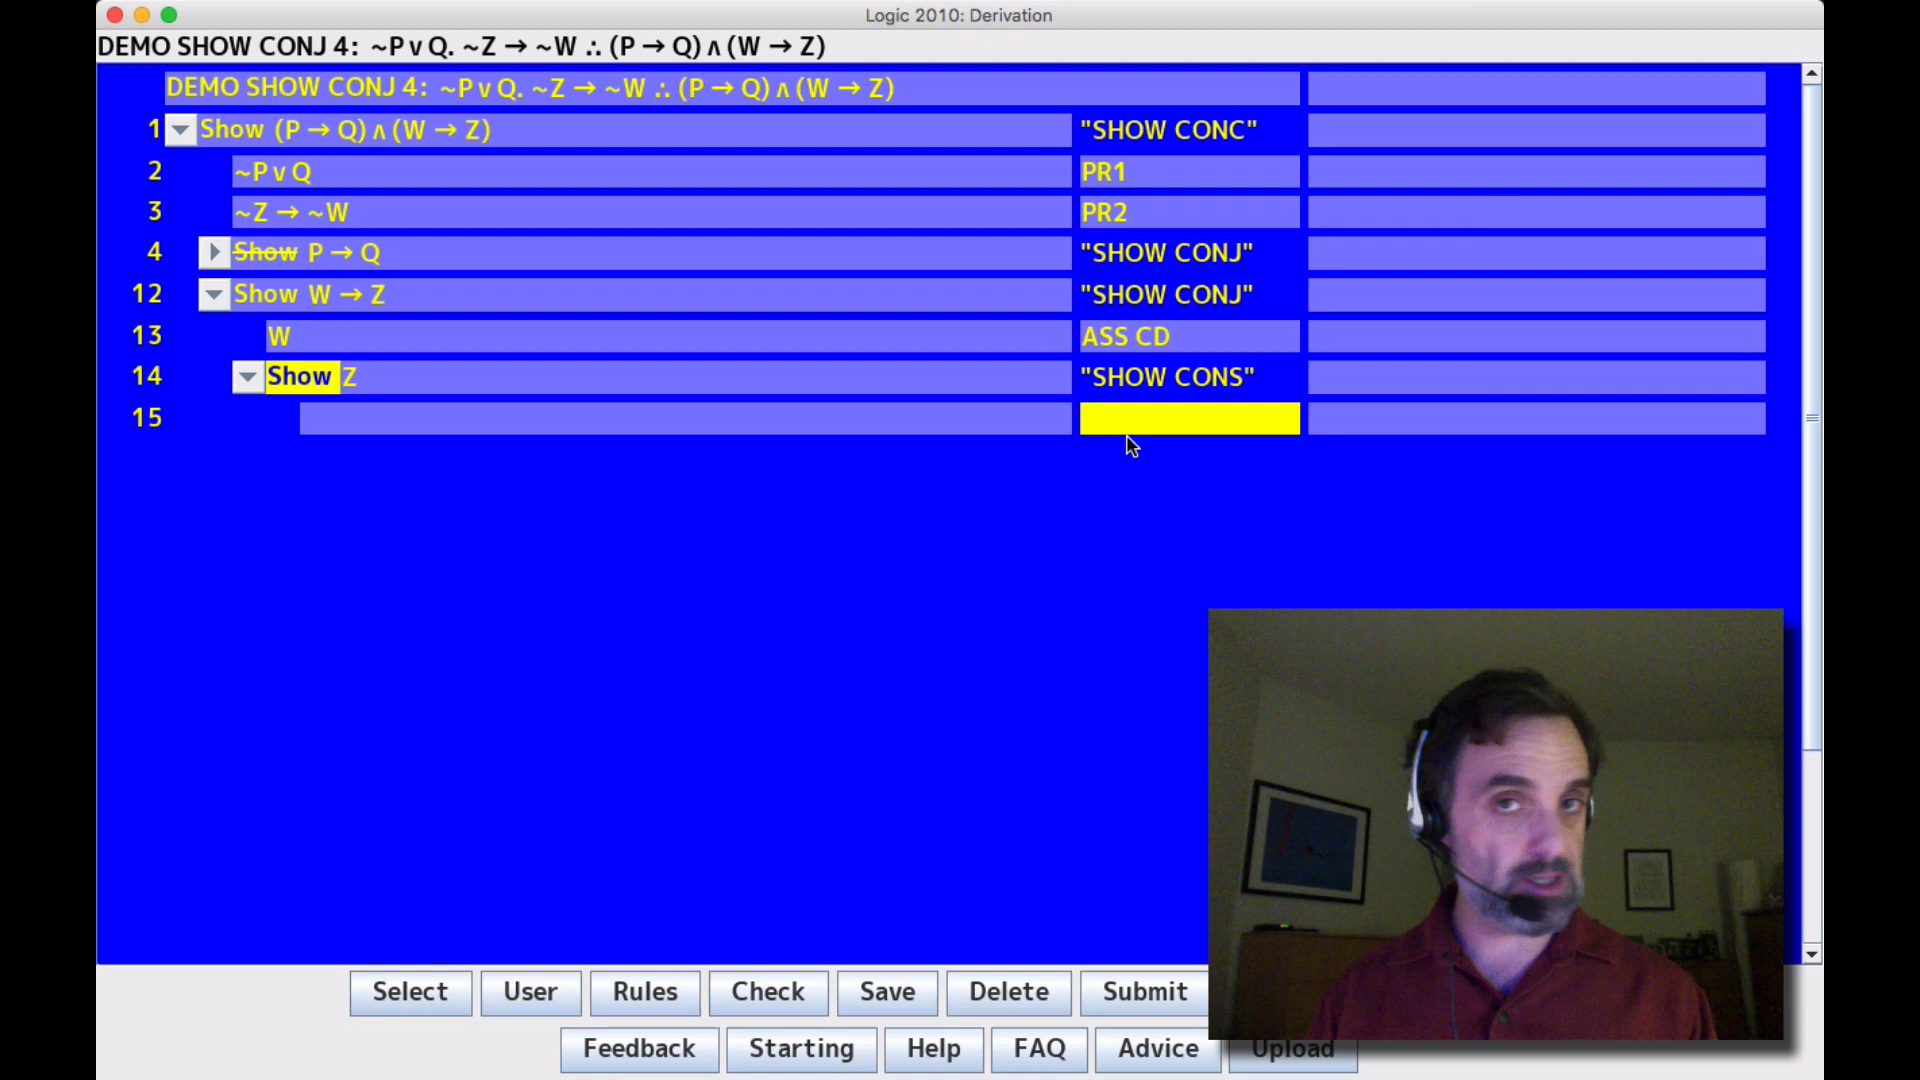 Logic 2010: Derivation
DEMO SHOW CONJ 4: ~P∨Q. ~Z → ~W ∴ (P → Q) ∧ (W → Z)
DEMO SHOW CONJ 4: ~P∨Q. ~Z → ~W ∴ (P → Q) ∧ (W → Z)
1 Show (P → Q) ∧ (W → Z) "SHOW CONC"
2 ~P∨Q PR1
3 ~Z → ~W PR2
4 Show P → Q "SHOW CONJ"
12 Show W → Z "SHOW CONJ"
13 W ASS CD
14 Show Z "SHOW CONS"
15
Select User Rules Check Save Delete Submit
Feedback Starting Help FAQ Advice Upload